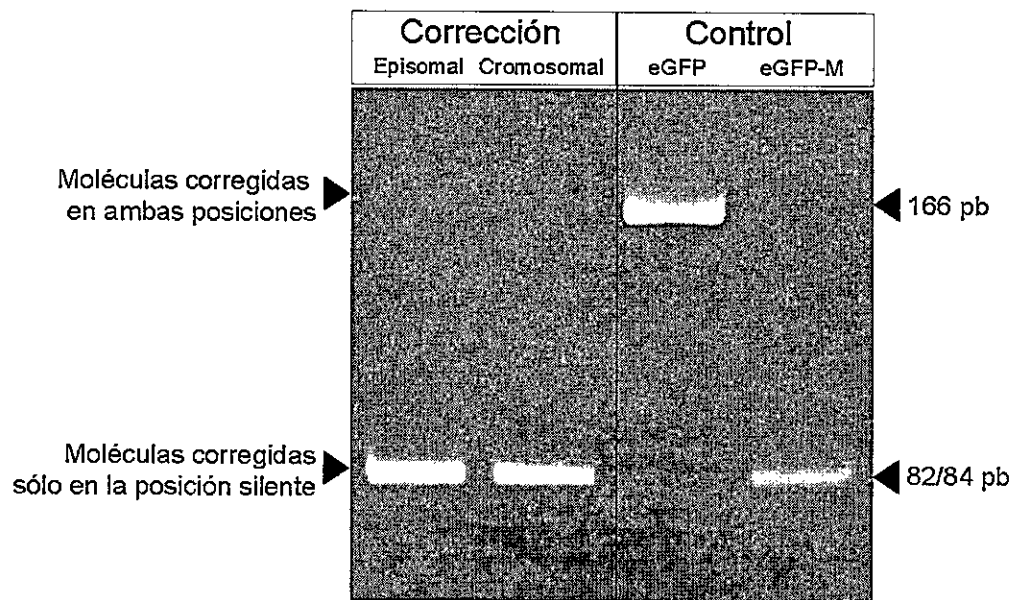 Corrección
Control
Episomal Cromosomal
eGFP
eGFP-M
Moléculas corregidas
en ambas posiciones
166 pb
Moléculas corregidas
sólo en la posición silente
82/84 pb